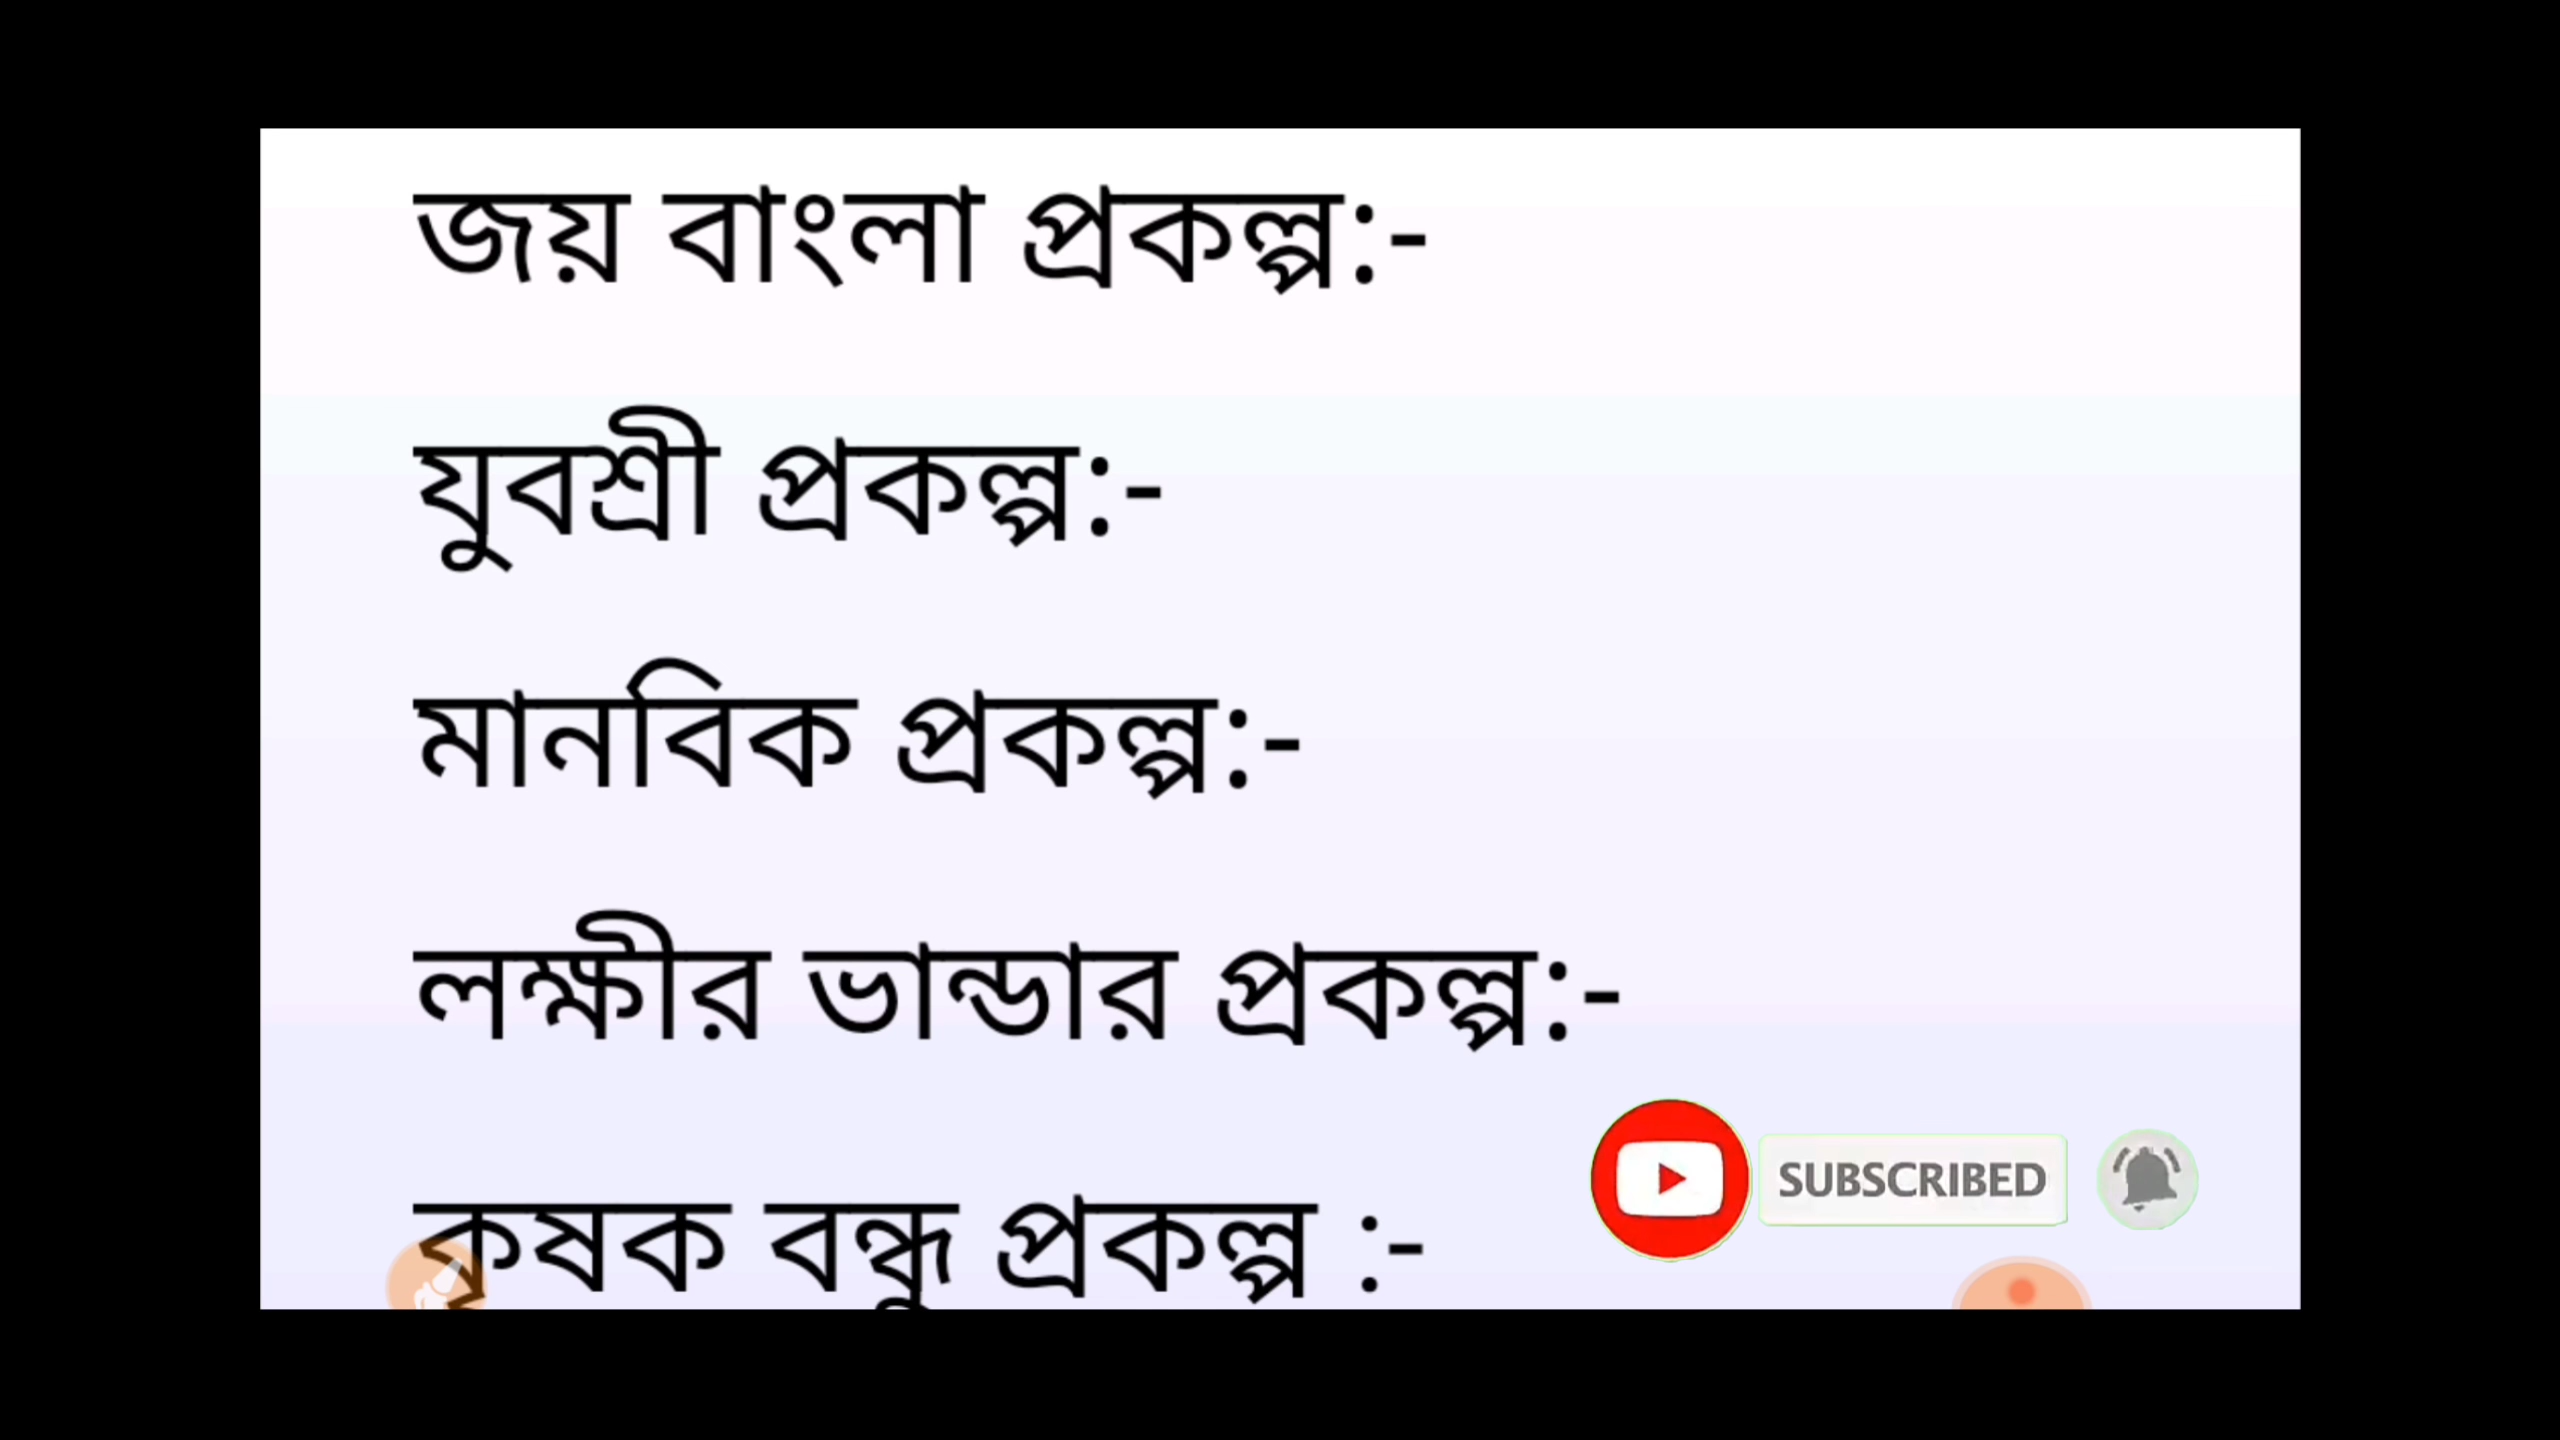 জয় বাংলা প্রকল্প:-
যুবশ্রী প্রকল্প:-
মানবিক প্রকল্প:-
লক্ষীর ভান্ডার প্রকল্প:-
কৃষক বন্ধু প্রকল্প :-
SUBSCRIBED